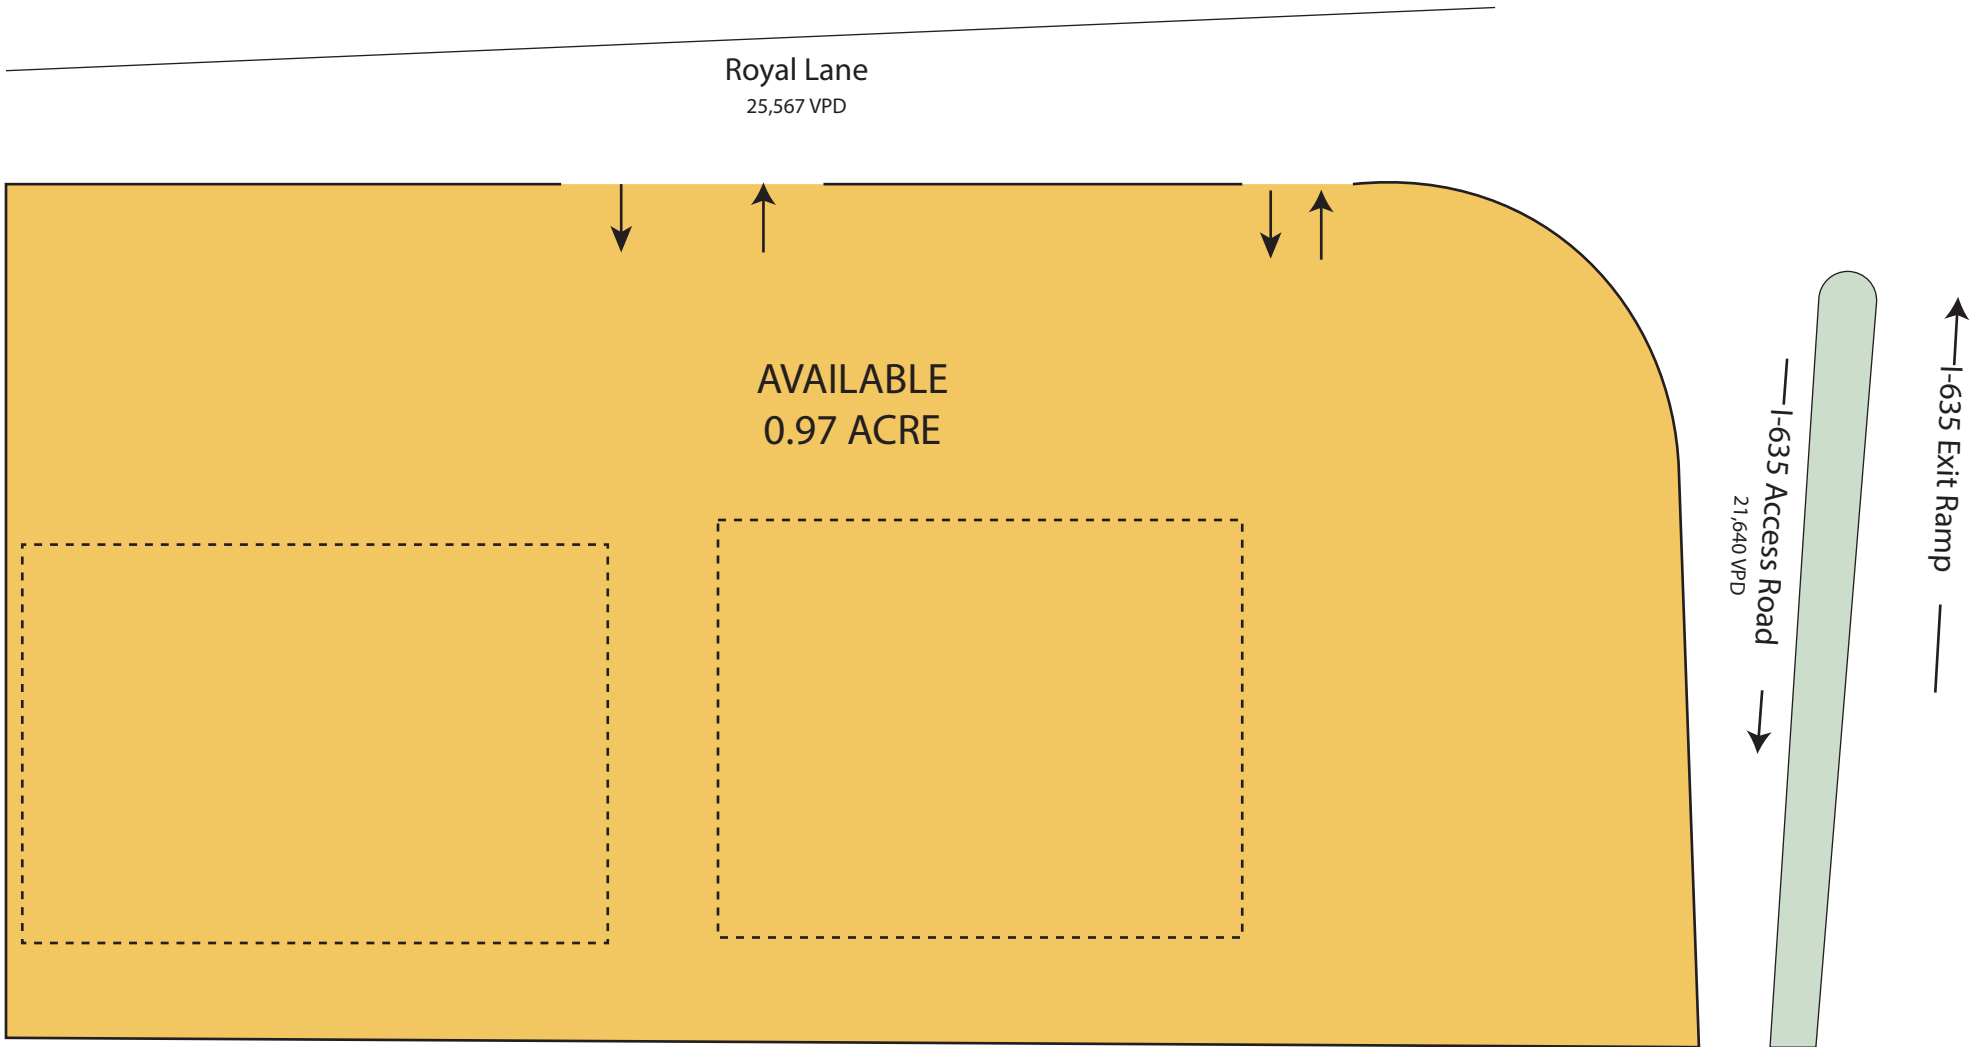 Royal Lane
25,567 VPD
AVAILABLE
0.97 ACRE
I-635 Access Road
21,640 VPD
I-635 Exit Ramp